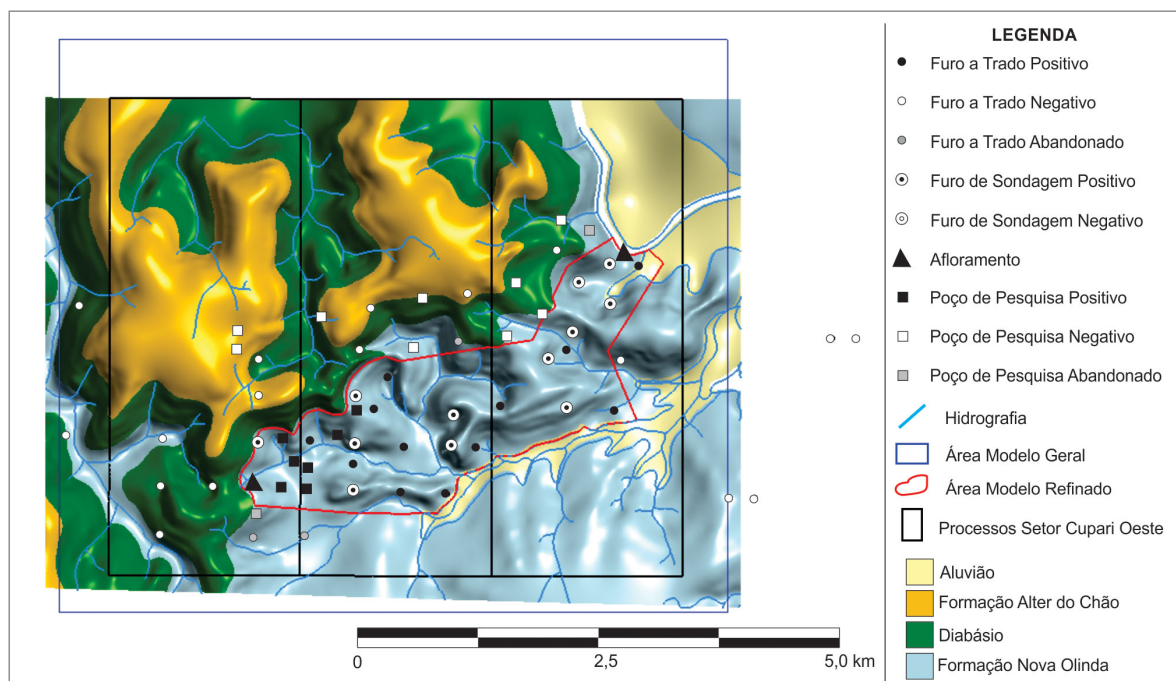 LEGENDA
Furo a Trado Positivo
Furo a Trado Negativo
Furo a Trado Abandonado
Furo de Sondagem Positivo
Furo de Sondagem Negativo
Afloramento
Poço de Pesquisa Positivo
Poço de Pesquisa Negativo
Poço de Pesquisa Abandonado
Hidrografia
Área Modelo Geral
Área Modelo Refinado
Processos Setor Cupari Oeste
Aluvião
Formação Alter do Chão
Diabásio
Formação Nova Olinda
0 2,5 5,0 km